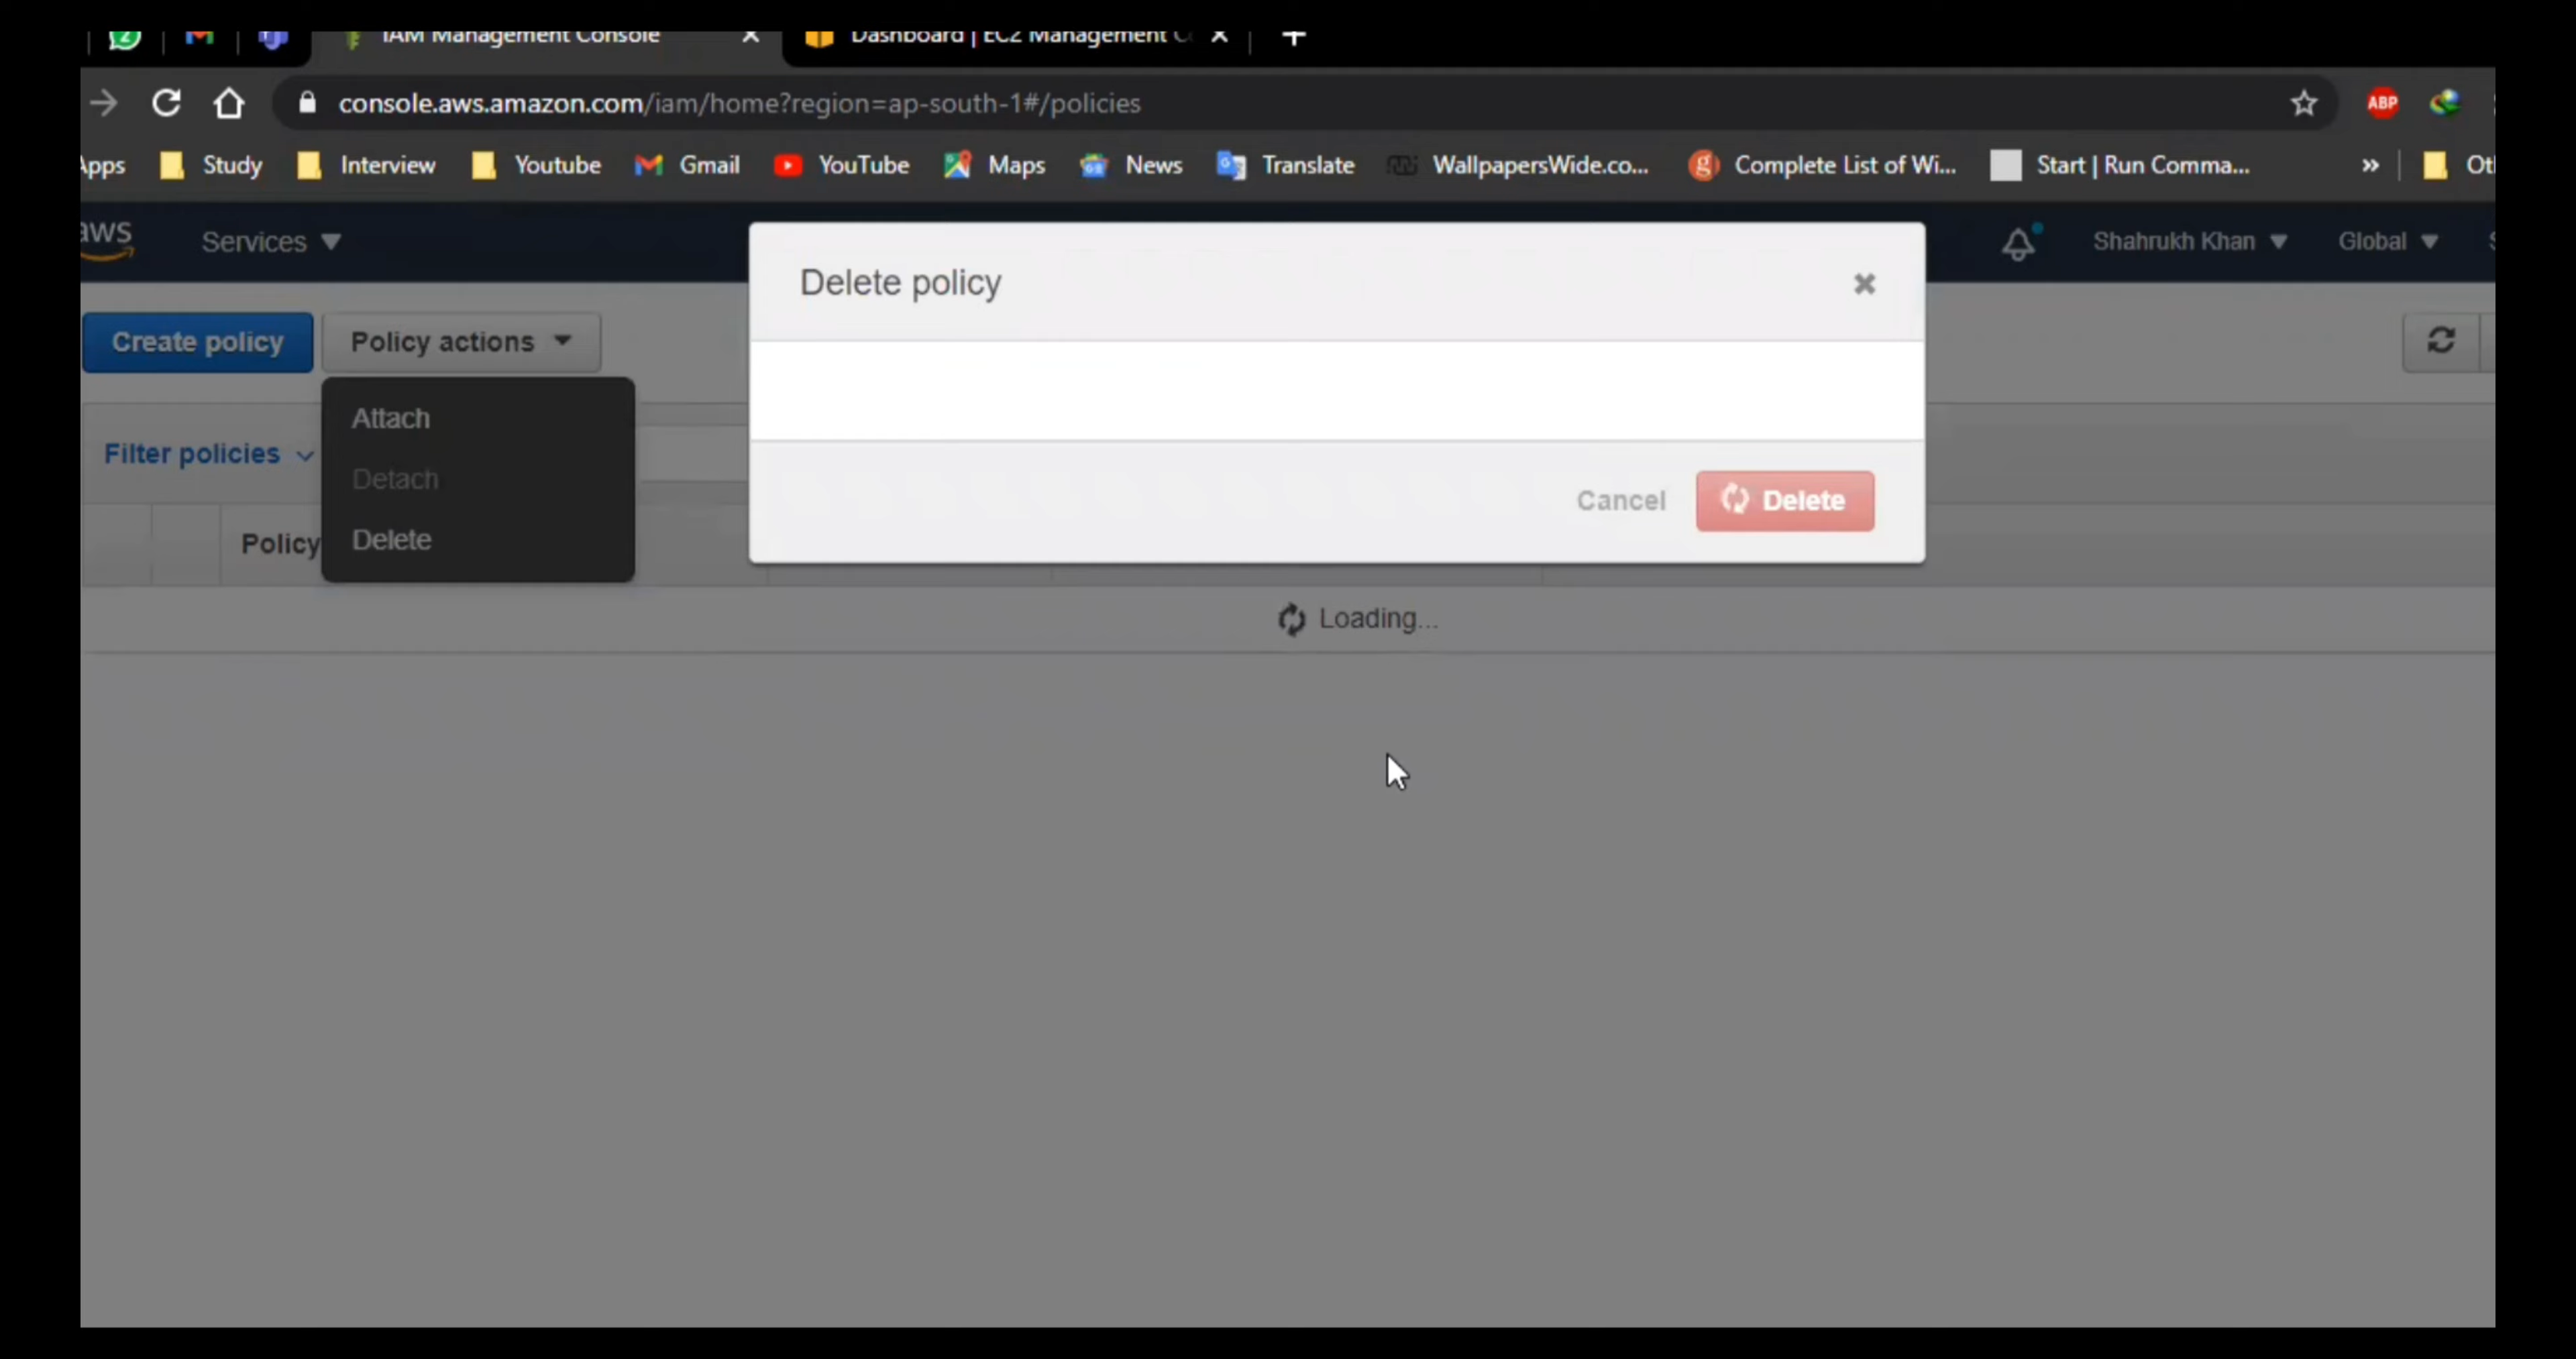 IAM Management Console
Dashboard | EC2 Management C
console.aws.amazon.com/iam/home?region=ap-south-1#/policies
ABP
Apps Study Interview Youtube Gmail YouTube Maps News Translate WallpapersWide.co... Complete List of Wi... Start | Run Comma... » Ot
aws Services Shahrukh Khan Global
Delete policy
Create policy Policy actions
Attach
Filter policies
Detach
Cancel Delete
Policy Delete
Loading...